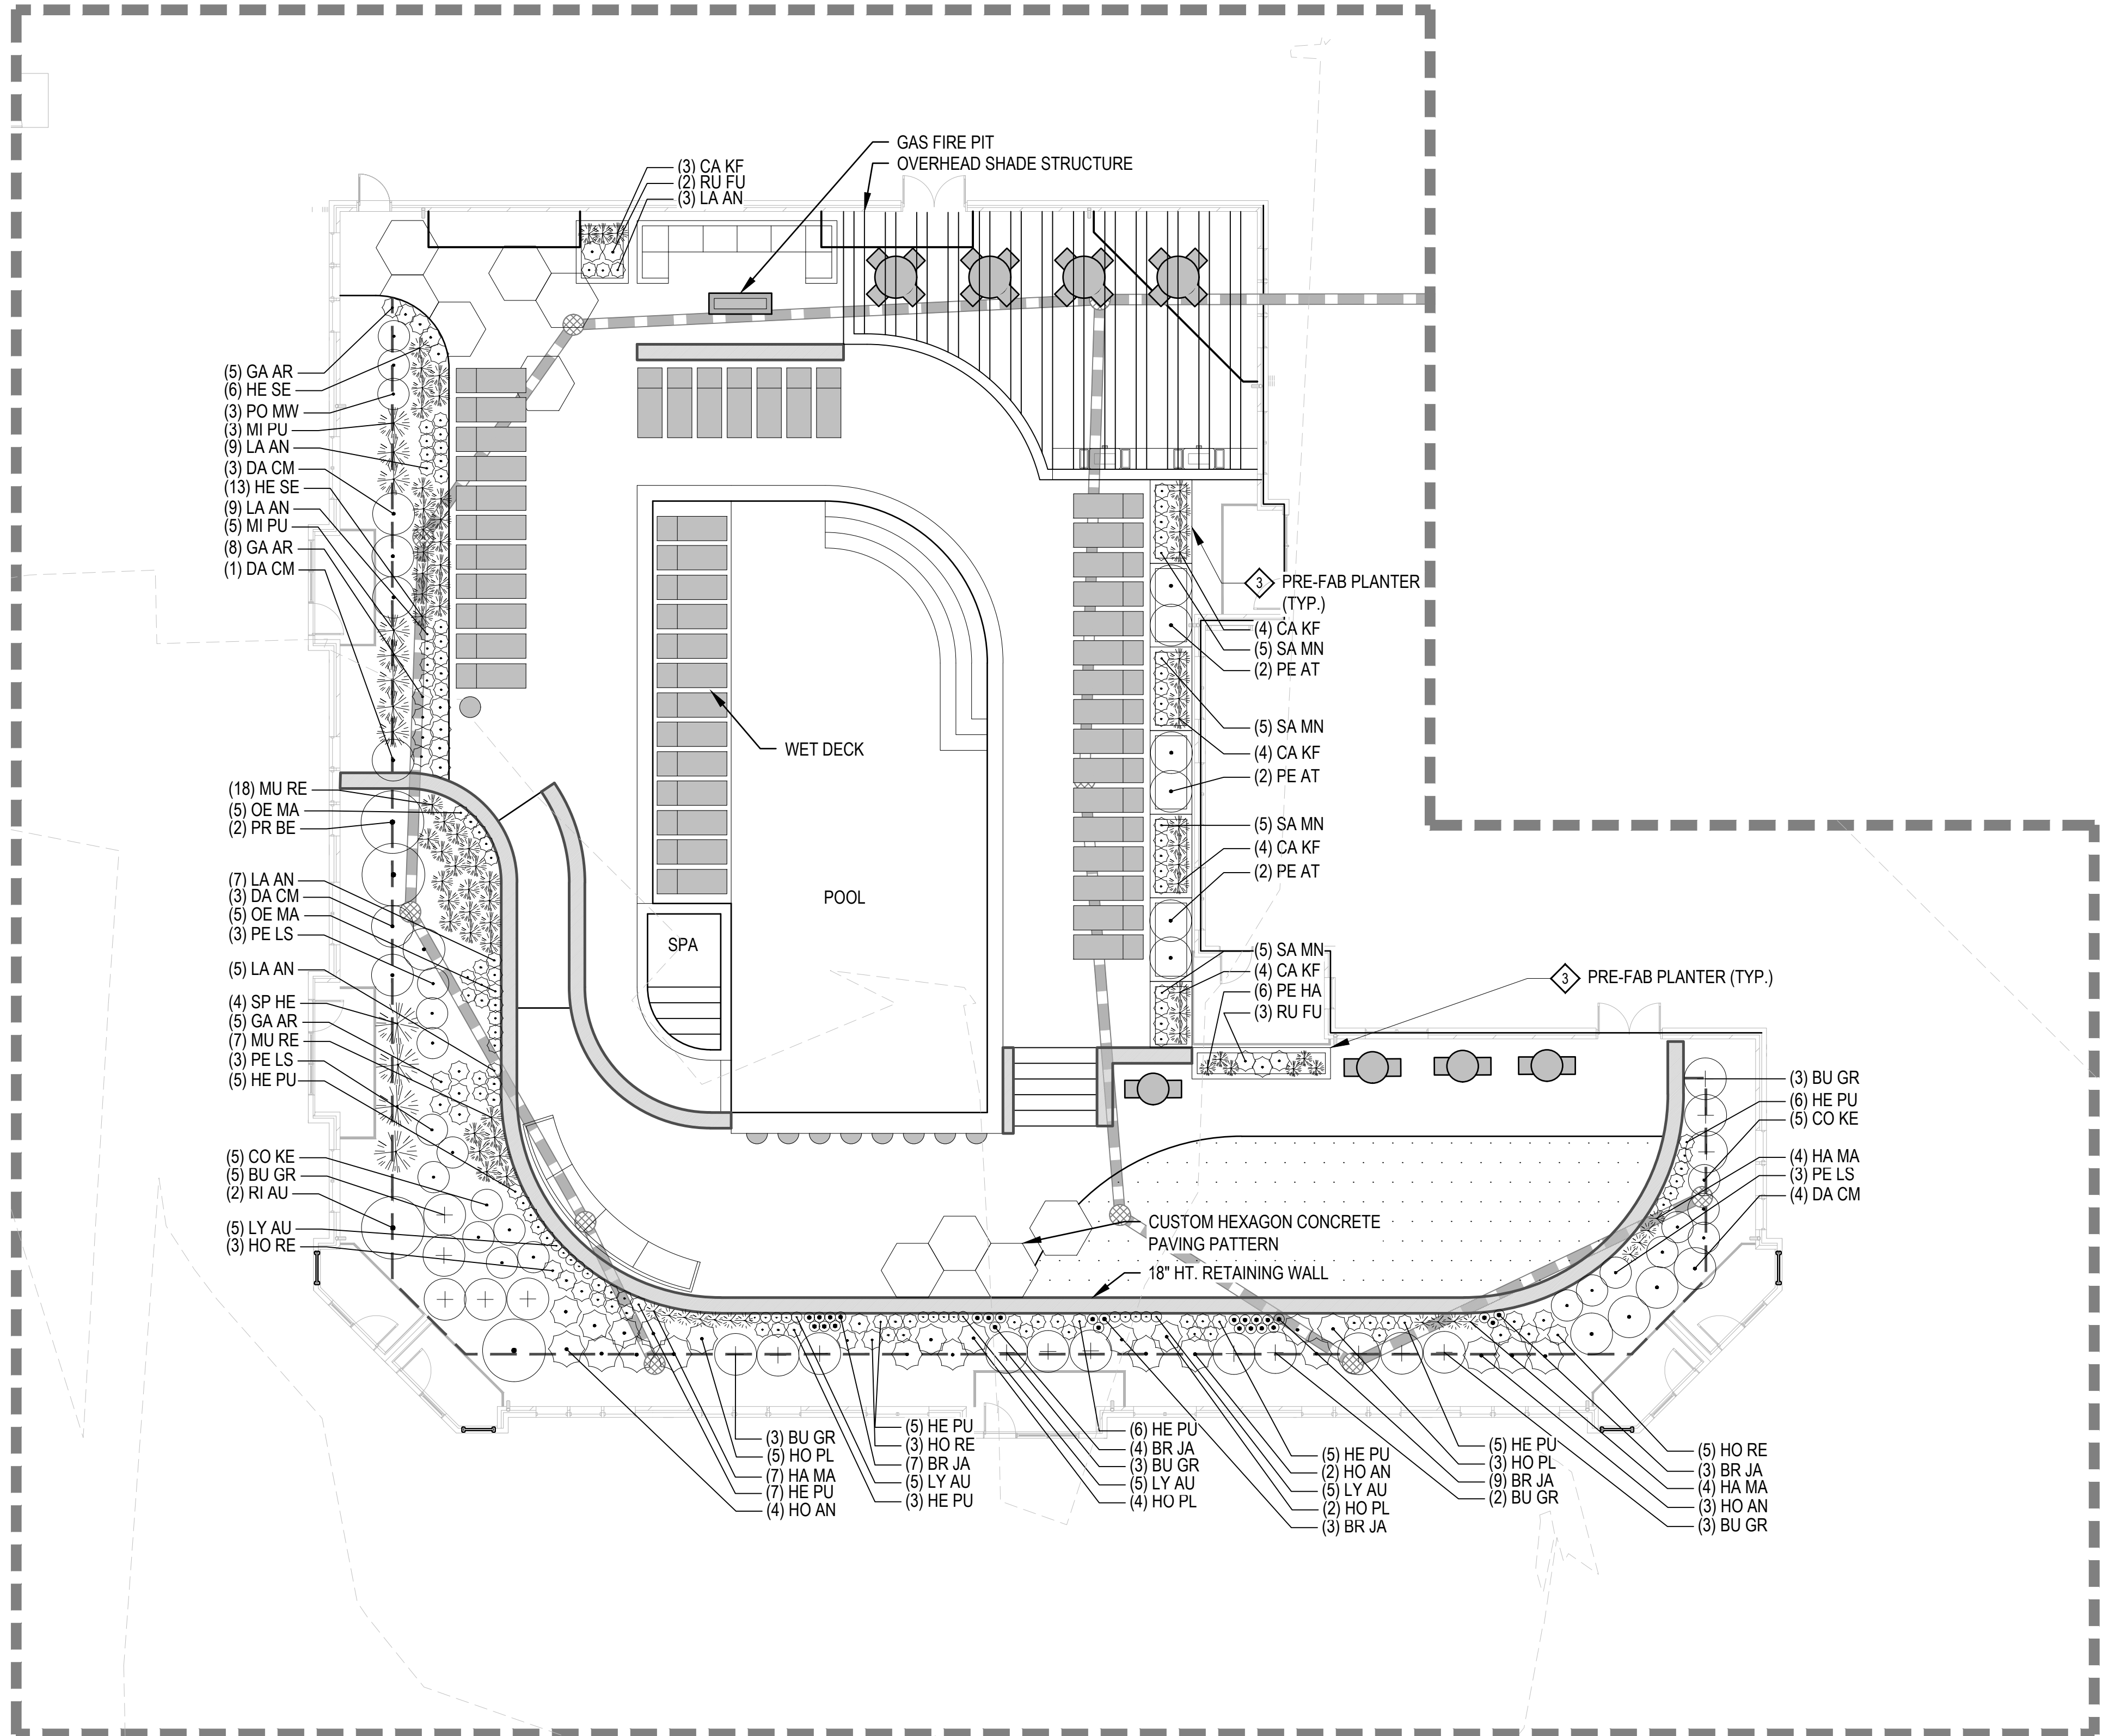 GAS FIRE PIT
OVERHEAD SHADE STRUCTURE
(3) CA KF
(2) RU FU
(3) LA AN
(5) GA AR
(6) HE SE
(3) PO MW
(3) MI PU
(9) LA AN
(3) DA CM
(13) HE SE
(9) LA AN
(5) MI PU
(8) GA AR
(1) DA CM
3
PRE-FAB PLANTER
(TYP.)
(4) CA KF
(5) SA MN
(2) PE AT
(5) SA MN
(4) CA KF
(2) PE AT
WET DECK
(18) MU RE
(5) OE MA
(2) PR BE
(5) SA MN
(4) CA KF
(2) PE AT
(7) LA AN
(3) DA CM
(5) OE MA
(3) PE LS
(5) LA AN
(4) SP HE
(5) GA AR
(7) MU RE
(3) PE LS
(5) HE PU
POOL
SPA
(5) SA MN
(4) CA KF
(6) PE HA
(3) RU FU
3
PRE-FAB PLANTER (TYP.)
(3) BU GR
(6) HE PU
(5) CO KE
(4) HA MA
(3) PE LS
(4) DA CM
(5) CO KE
(5) BU GR
(2) RI AU
(5) LY AU
(3) HO RE
CUSTOM HEXAGON CONCRETE
PAVING PATTERN
18" HT. RETAINING WALL
(3) BU GR
(5) HO PL
(7) HA MA
(7) HE PU
(4) HO AN
(5) HE PU
(3) HO RE
(7) BR JA
(5) LY AU
(3) HE PU
(6) HE PU
(4) BR JA
(3) BU GR
(5) LY AU
(4) HO PL
(5) HE PU
(2) HO AN
(5) LY AU
(2) HO PL
(3) BR JA
(5) HE PU
(3) HO PL
(9) BR JA
(2) BU GR
(5) HO RE
(3) BR JA
(4) HA MA
(3) HO AN
(3) BU GR